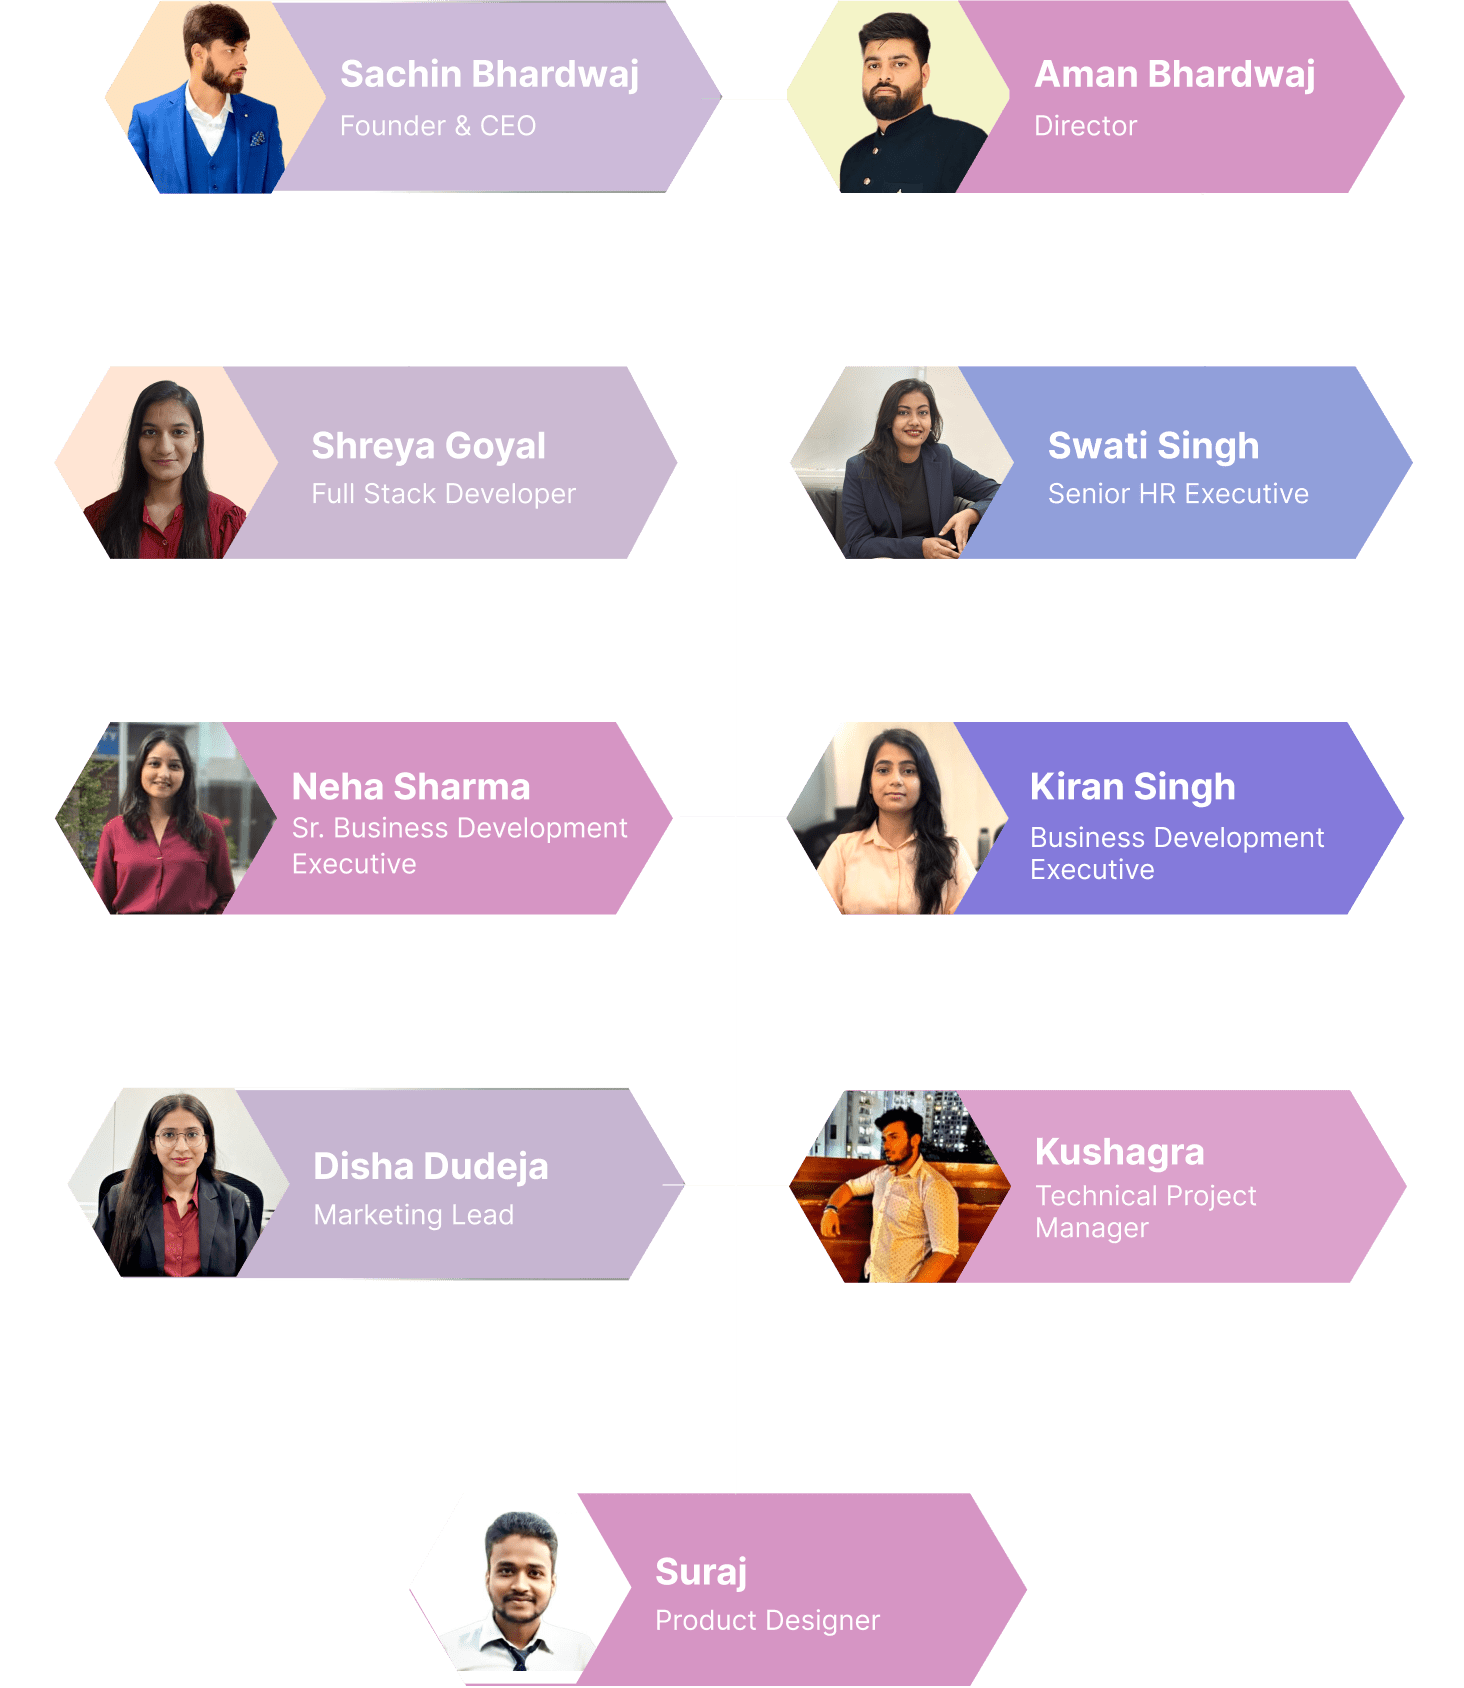 Sachin Bhardwaj
Founder & CEO
Aman Bhardwaj
Director
Shreya Goyal
Full Stack Developer
Swati Singh
Senior HR Executive
Neha Sharma
Sr. Business Development
Executive
Kiran Singh
Business Development
Executive
Disha Dudeja
Marketing Lead
Kushagra
Technical Project
Manager
Suraj
Product Designer